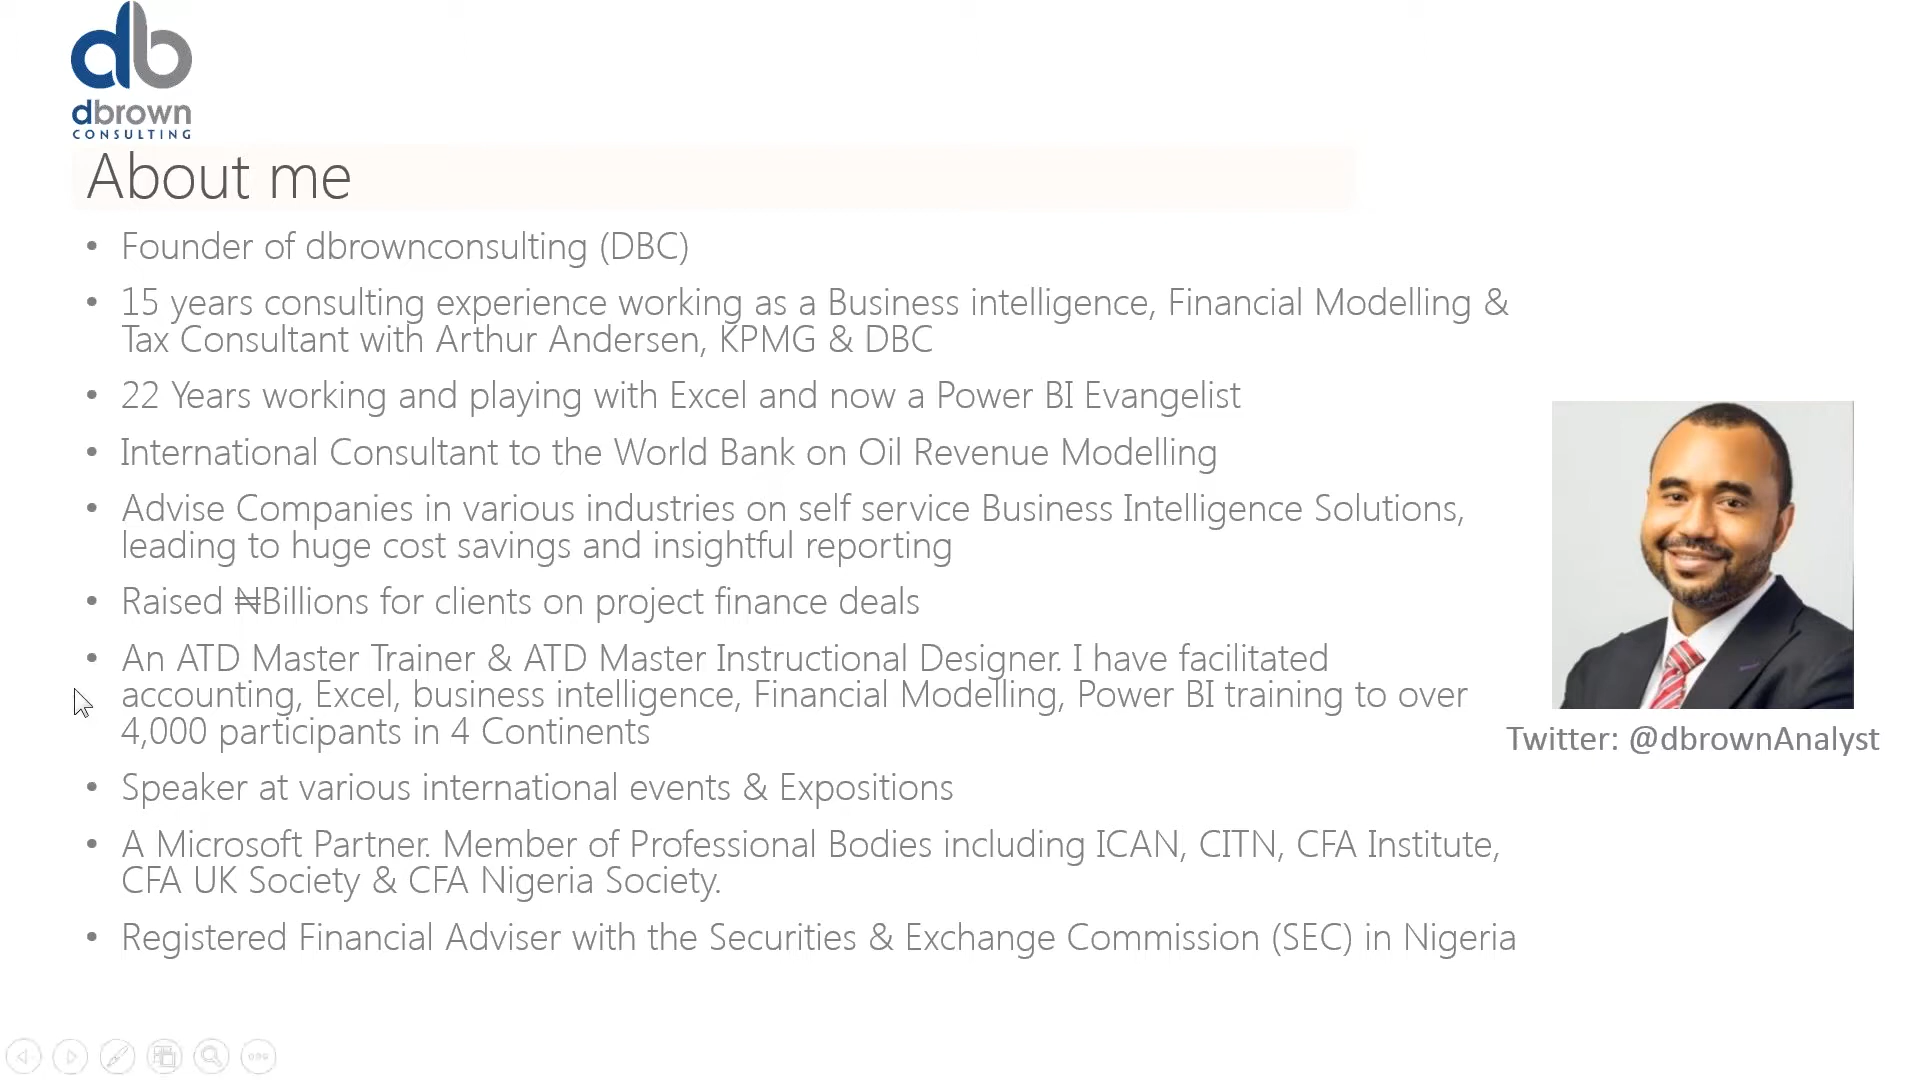 db
dbrown
CONSULTING
About me
• Founder of dbrownconsulting (DBC)
• 15 years consulting experience working as a Business intelligence, Financial Modelling &
Tax Consultant with Arthur Andersen, KPMG & DBC
• 22 Years working and playing with Excel and now a Power BI Evangelist
• International Consultant to the World Bank on Oil Revenue Modelling
• Advise Companies in various industries on self service Business Intelligence Solutions,
leading to huge cost savings and insightful reporting
• Raised ₦Billions for clients on project finance deals
• An ATD Master Trainer & ATD Master Instructional Designer. I have facilitated
accounting, Excel, business intelligence, Financial Modelling, Power BI training to over
4,000 participants in 4 Continents
• Speaker at various international events & Expositions
• A Microsoft Partner. Member of Professional Bodies including ICAN, CITN, CFA Institute,
CFA UK Society & CFA Nigeria Society.
• Registered Financial Adviser with the Securities & Exchange Commission (SEC) in Nigeria
Twitter: @dbrownAnalyst